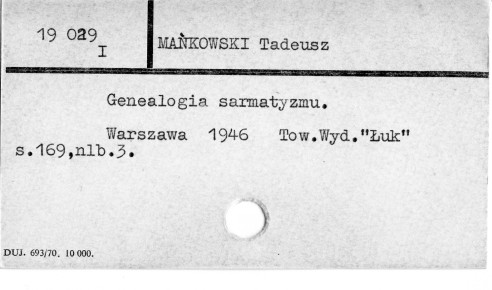 19 029
I
MAŃKOWSKI Tadeusz
Genealogia sarmatyzmu.
Warszawa 1946 Tow.Wyd."Łuk"
s.169,nlb.3.
DUJ. 693/70. 10 000.